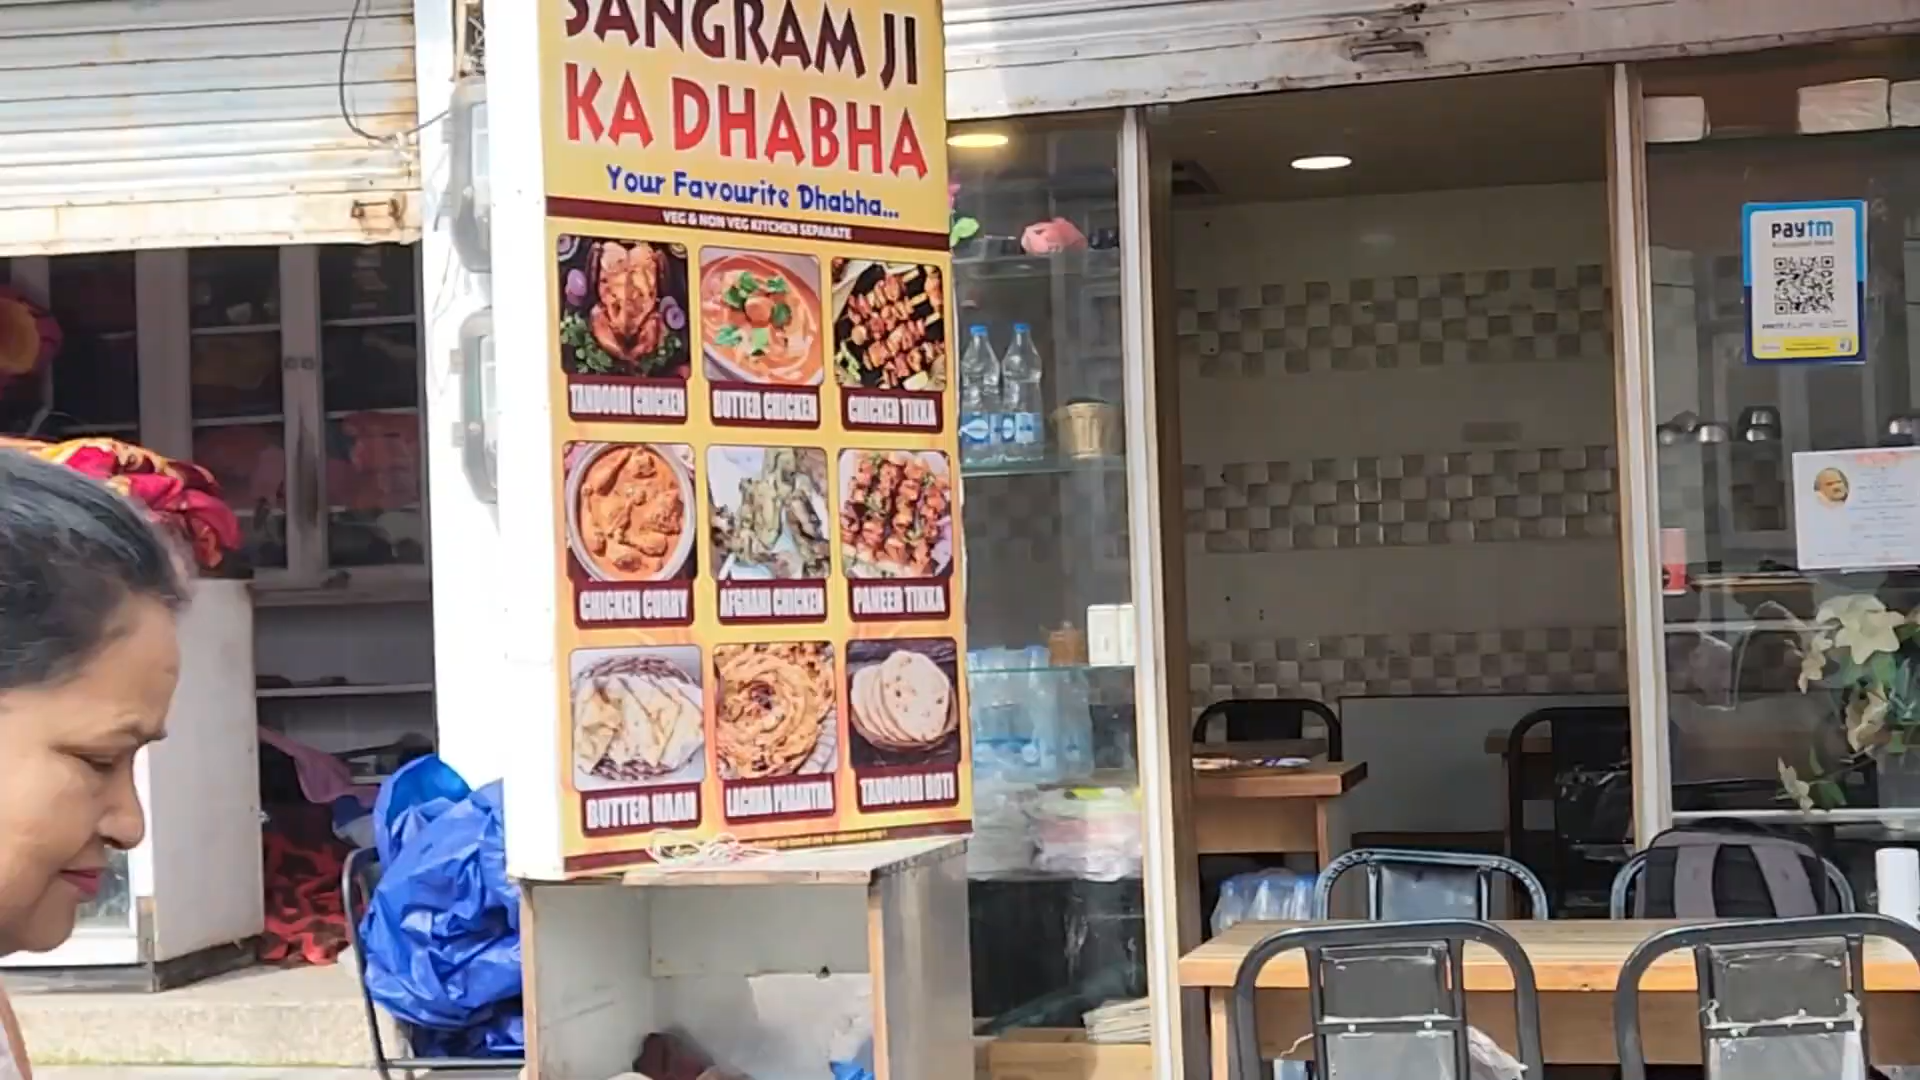 SANGRAM JI
KA DHABHA
Your Favourite Dhabha...
VEG & NON VEG KITCHEN SEPARATE
TANDOORI CHICKEN
BUTTER CHICKEN
CHICKEN TIKKA
CHICKEN CURRY
AFGHANI CHICKEN
PANEER TIKKA
BUTTER NAAN
LACHHA PARANTHA
TANDOORI ROTI
paytm